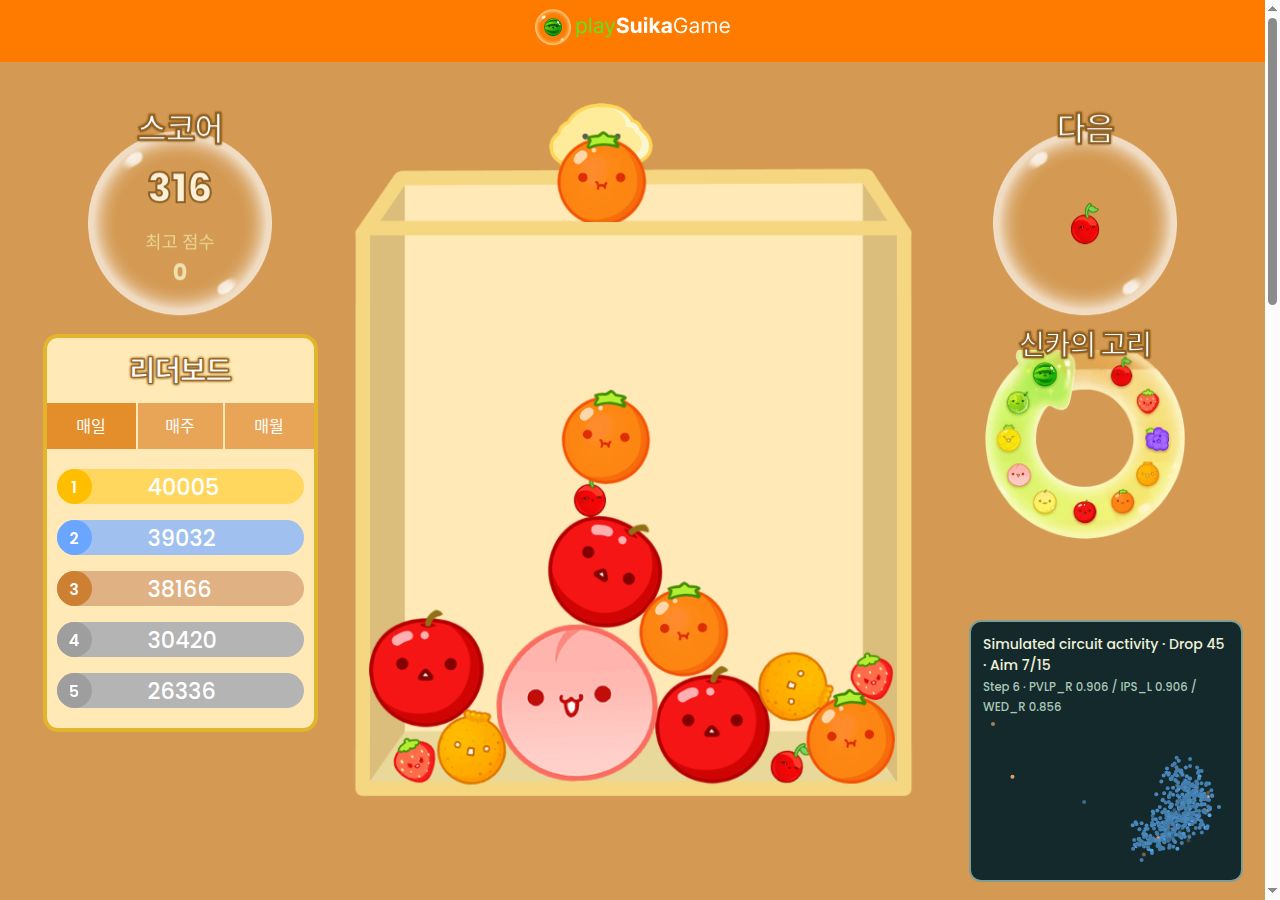 playSuikaGame
스코어
316
최고 점수
0
다음
신카의 고리
리더보드
매일 매주 매월
1 40005
2 39032
3 38166
4 30420
5 26336
Simulated circuit activity · Drop 45
· Aim 7/15
Step 6 · PVLP_R 0.906 / IPS_L 0.906 /
WED_R 0.856